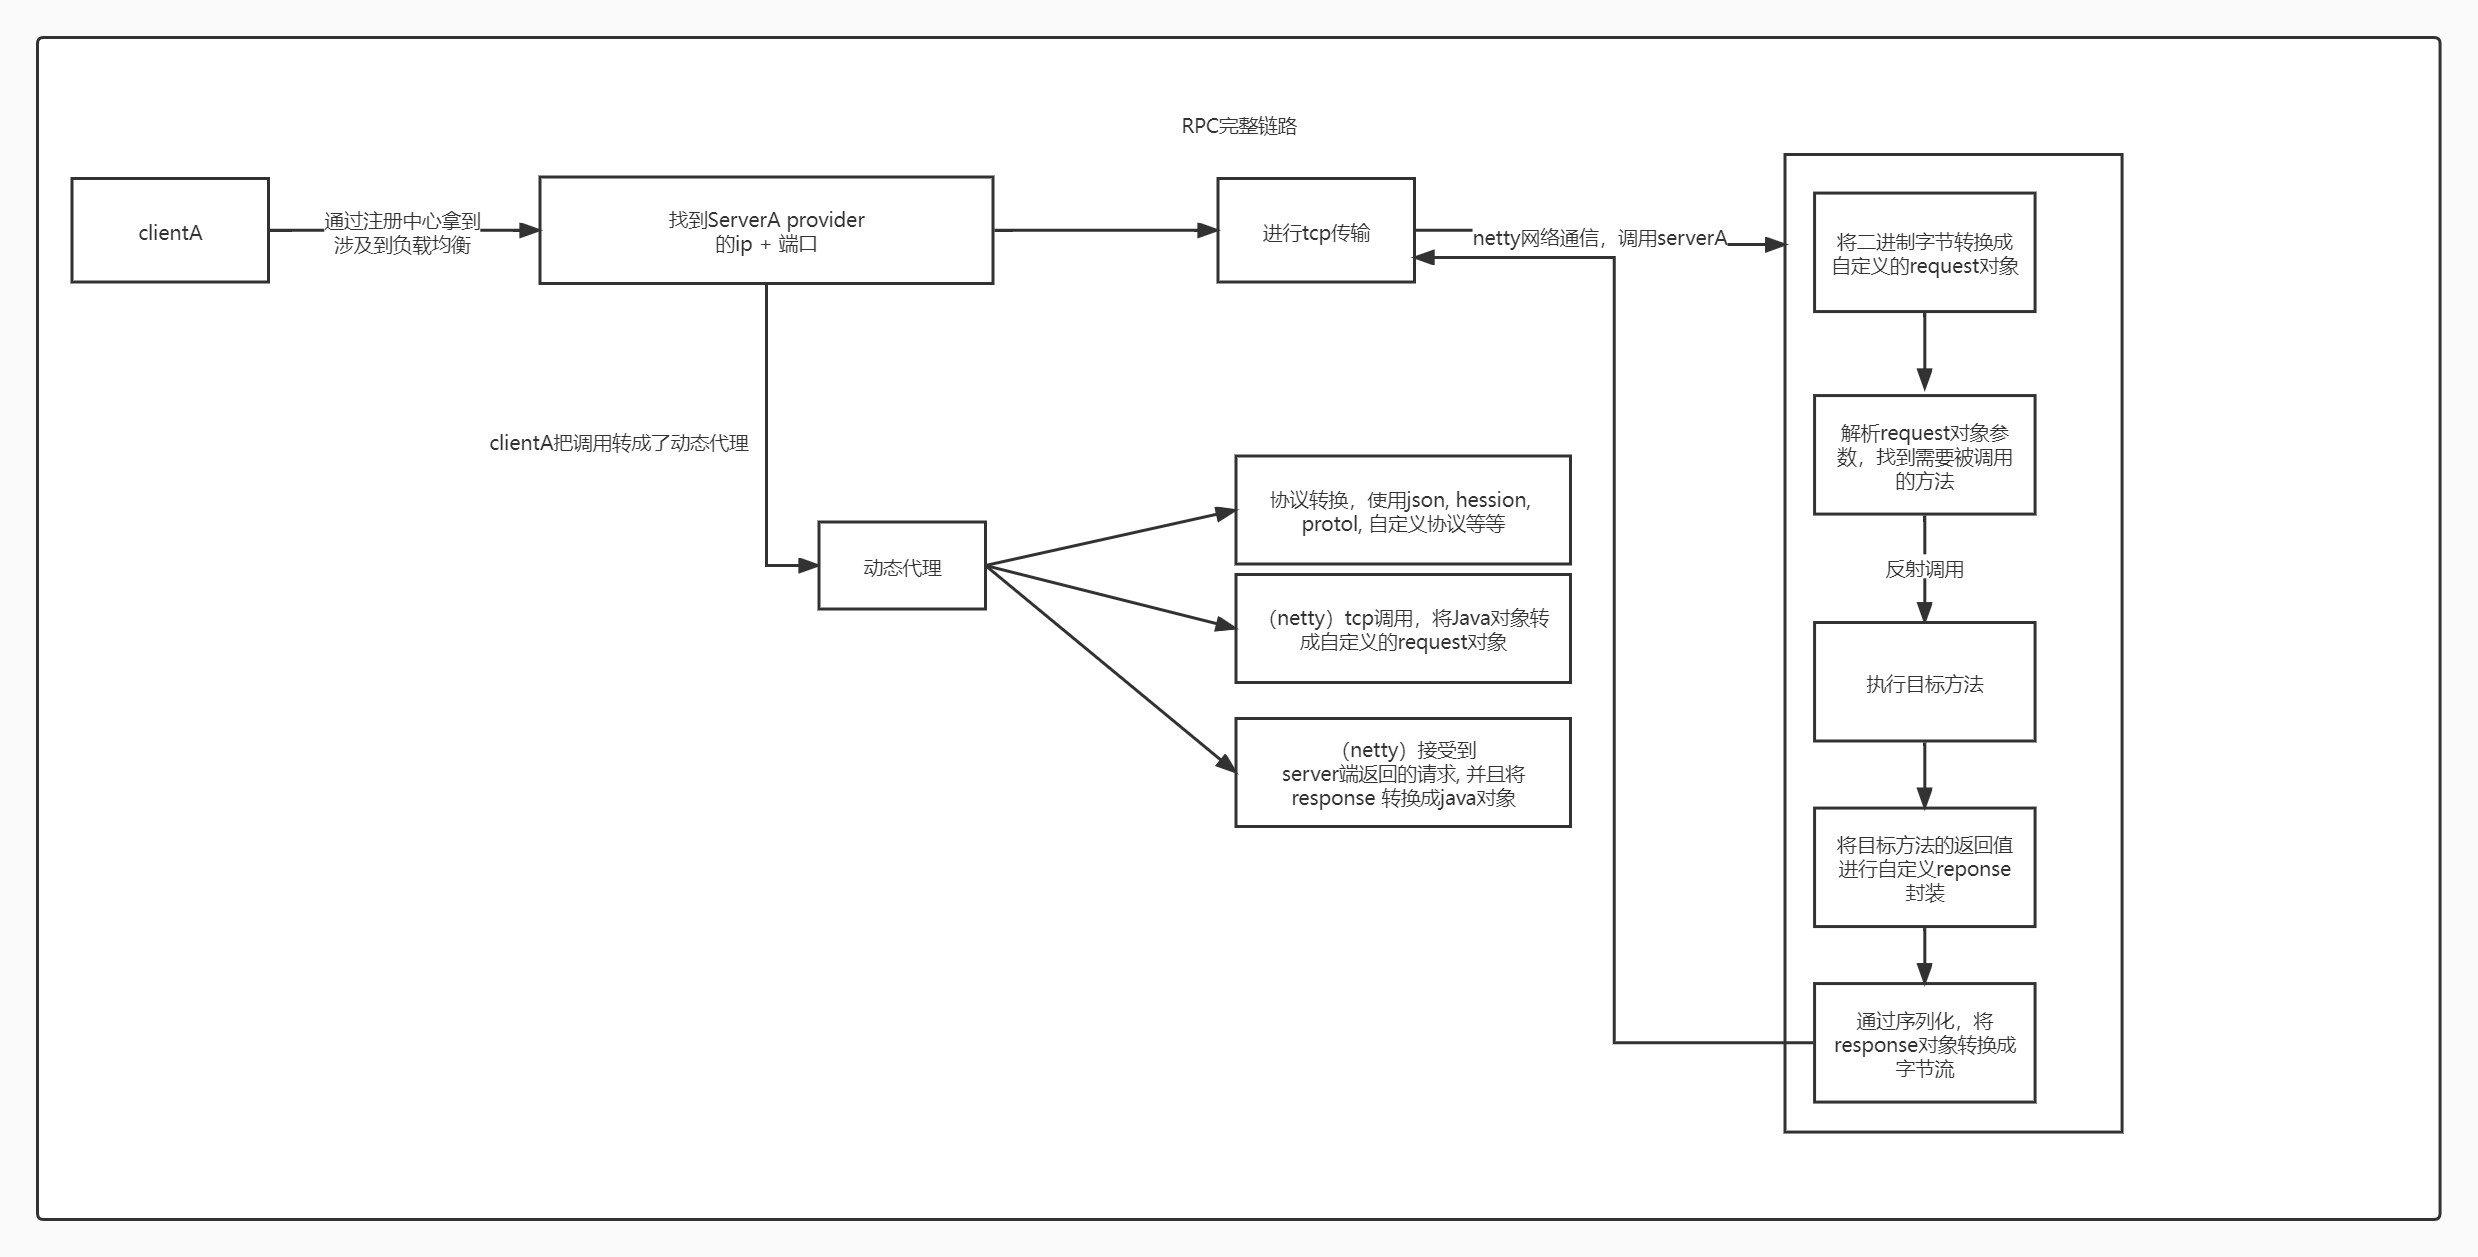 RPC完整链路
clientA
通过注册中心拿到
涉及到负载均衡
找到ServerA provider
的ip + 端口
进行tcp传输
netty网络通信，调用serverA
将二进制字节转换成
自定义的request对象
解析request对象参
数，找到需要被调用
的方法
反射调用
执行目标方法
将目标方法的返回值
进行自定义reponse
封装
通过序列化，将
response对象转换成
字节流
clientA把调用转成了动态代理
动态代理
协议转换，使用json, hession,
protol, 自定义协议等等
（netty）tcp调用，将Java对象转
成自定义的request对象
（netty）接受到
server端返回的请求, 并且将
response 转换成java对象